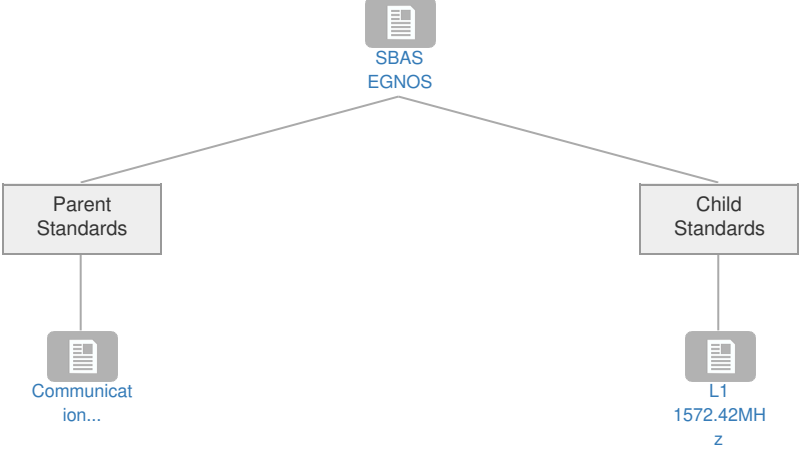 SBAS
EGNOS
Parent
Standards
Child
Standards
Communicat
ion...
L1
1572.42MH
z